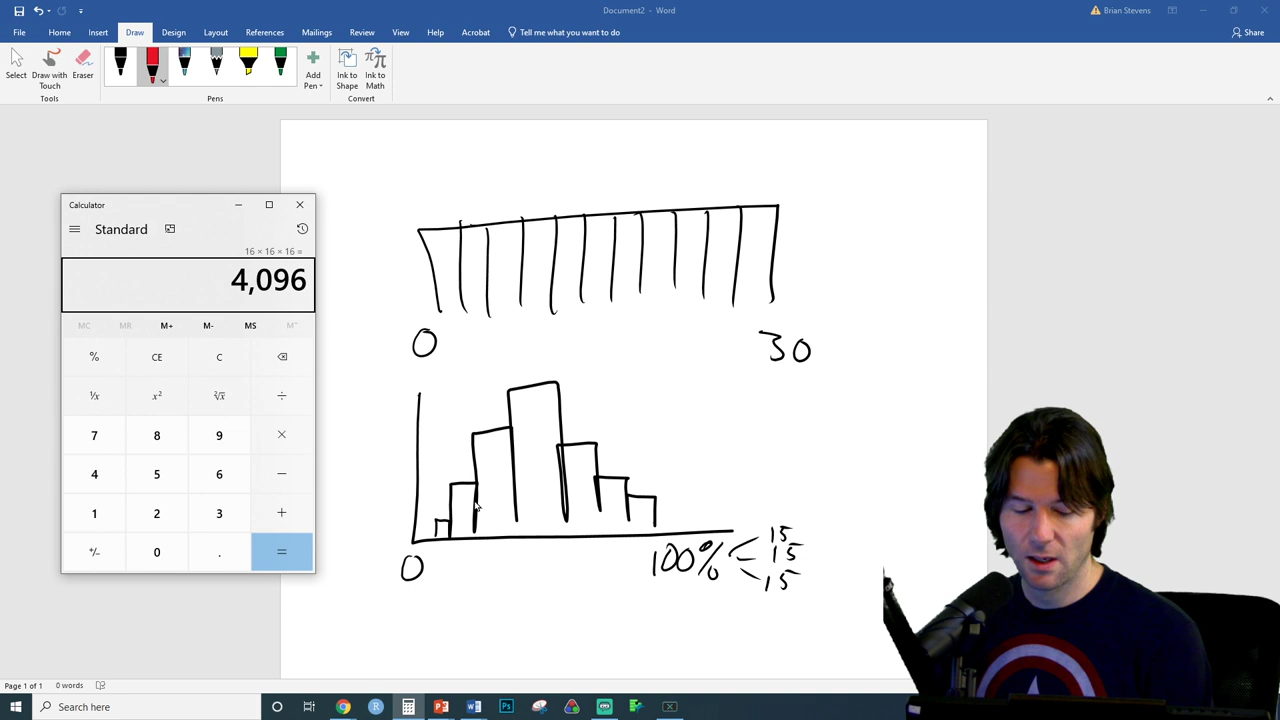 Document2 - Word
Brian Stevens
File Home Insert Draw Design Layout References Mailings Review View Help Acrobat Tell me what you want to do
Share
Select
Draw with
Touch
Eraser
Add
Pen
Ink to
Shape
Ink to
Math
Tools
Pens
Convert
Calculator
Standard
16 × 16 × 16 =
4,096
MC MR M+ M- MS M˅
% CE C
¹/x x² ²√x ÷
7 8 9 ×
4 5 6 −
1 2 3 +
+/− 0 . =
0 30
0 100%
15
15
15
Page 1 of 1 0 words
Search here